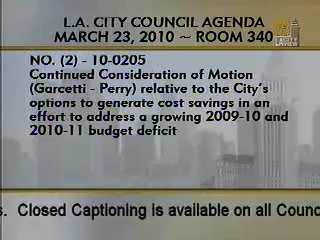 L.A. CITY COUNCIL AGENDA
MARCH 23, 2010 ~ ROOM 340
NO. (2) - 10-0205
Continued Consideration of Motion
(Garcetti - Perry) relative to the City's
options to generate cost savings in an
effort to address a growing 2009-10 and
2010-11 budget deficit
s. Closed Captioning is available on all Counc